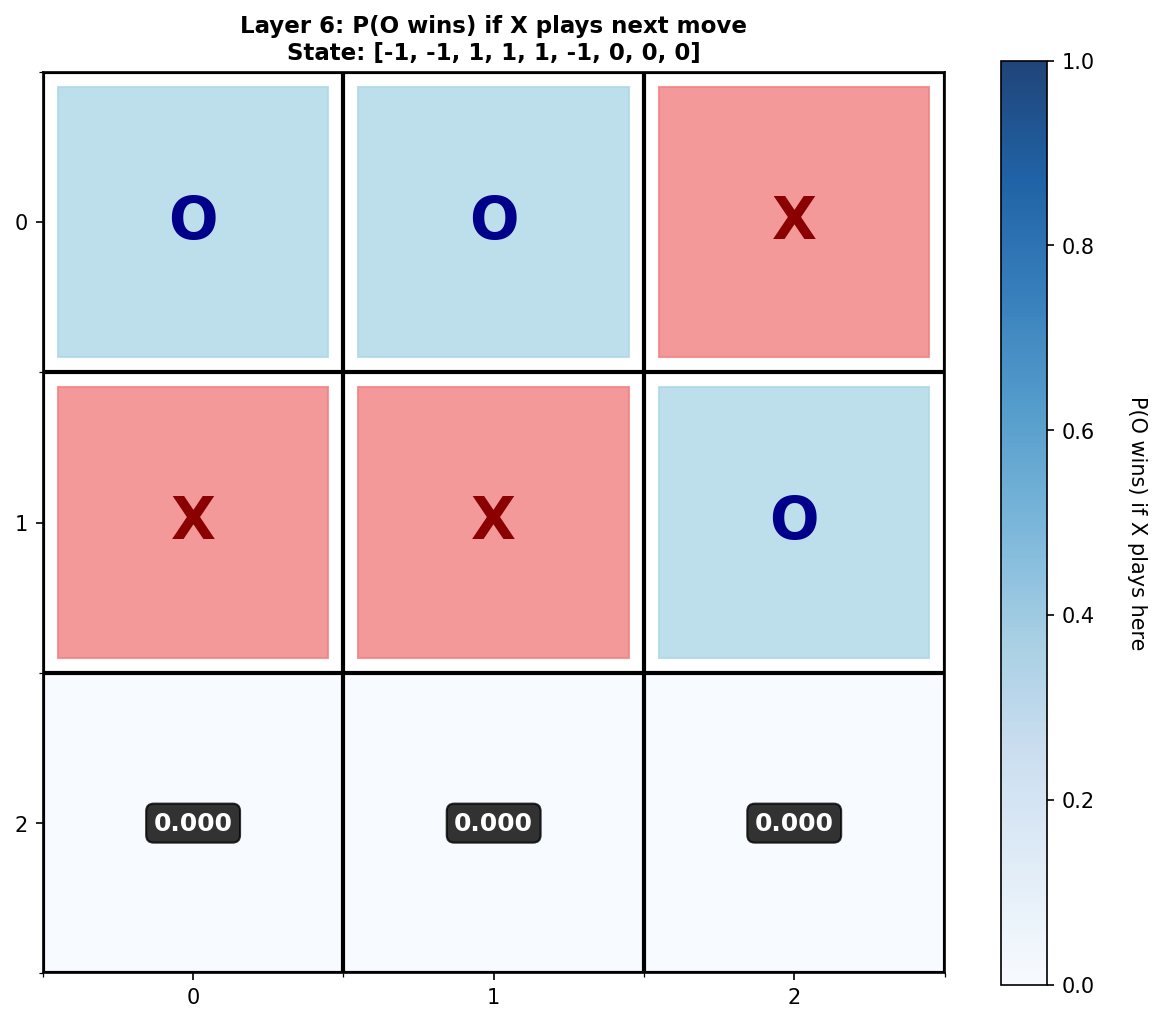 Layer 6: P(O wins) if X plays next move
State: [-1, -1, 1, 1, 1, -1, 0, 0, 0]
0
O
O
X
1
X
X
O
2
0.000
0.000
0.000
0
1
2
1.0
0.8
0.6
0.4
0.2
0.0
P(O wins) if X plays here